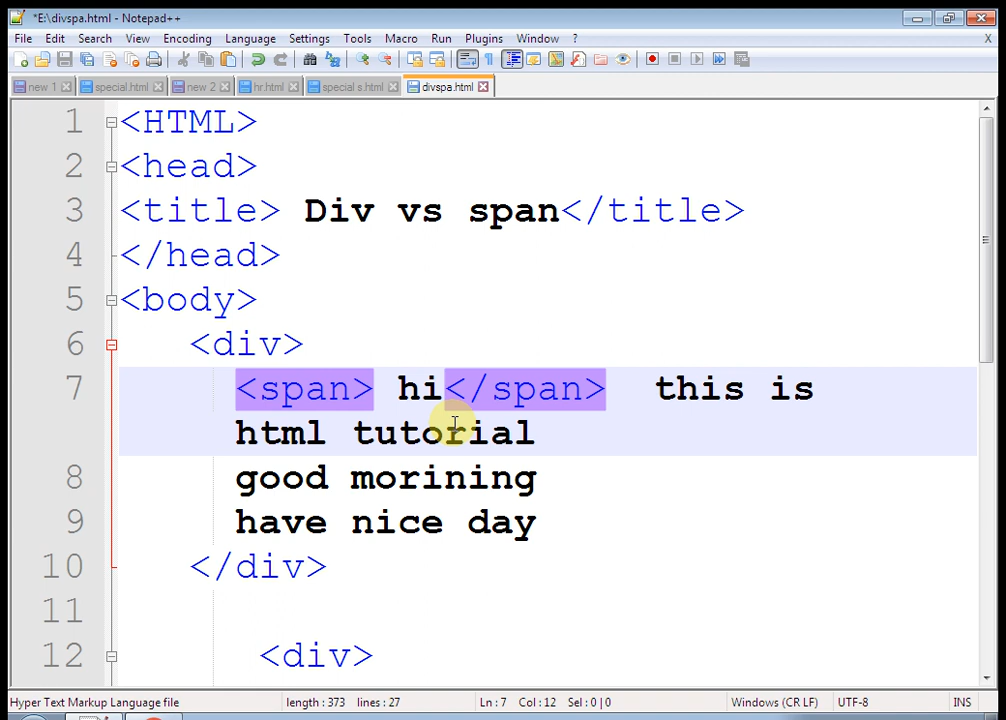 *E:\divspa.html - Notepad++
File Edit Search View Encoding Language Settings Tools Macro Run Plugins Window ? X
new 1 special.html new 2 hr.html special s.html divspa.html
1 <HTML>
2 <head>
3 <title> Div vs span</title>
4 </head>
5 <body>
6 <div>
7 <span> hi</span> this is
html tutorial
8 good morining
9 have nice day
10 </div>
11
12 <div>
Hyper Text Markup Language file length : 373 lines : 27 Ln : 7 Col : 12 Sel : 0 | 0 Windows (CR LF) UTF-8 INS